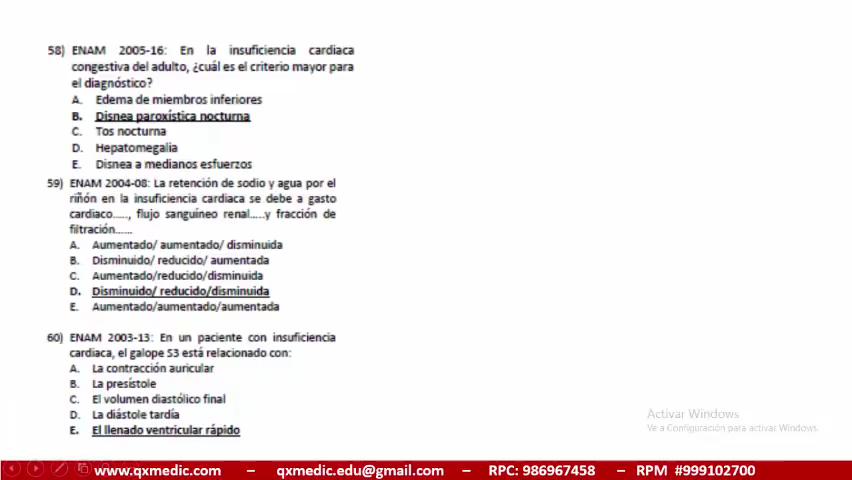 58) ENAM 2005-16: En la insuficiencia cardiaca
congestiva del adulto, ¿cuál es el criterio mayor para
el diagnóstico?
A. Edema de miembros inferiores
B. Disnea paroxística nocturna
C. Tos nocturna
D. Hepatomegalia
E. Disnea a medianos esfuerzos
59) ENAM 2004-08: La retención de sodio y agua por el
riñón en la insuficiencia cardiaca se debe a gasto
cardiaco....., flujo sanguíneo renal.....y fracción de
filtración......
A. Aumentado/ aumentado/ disminuida
B. Disminuido/ reducido/ aumentada
C. Aumentado/reducido/disminuida
D. Disminuido/ reducido/disminuida
E. Aumentado/aumentado/aumentada
60) ENAM 2003-13: En un paciente con insuficiencia
cardiaca, el galope S3 está relacionado con:
A. La contracción auricular
B. La presístole
C. El volumen diastólico final
D. La diástole tardía
E. El llenado ventricular rápido
Activar Windows
Ve a Configuración para activar Windows.
www.qxmedic.com – qxmedic.edu@gmail.com – RPC: 986967458 – RPM #999102700